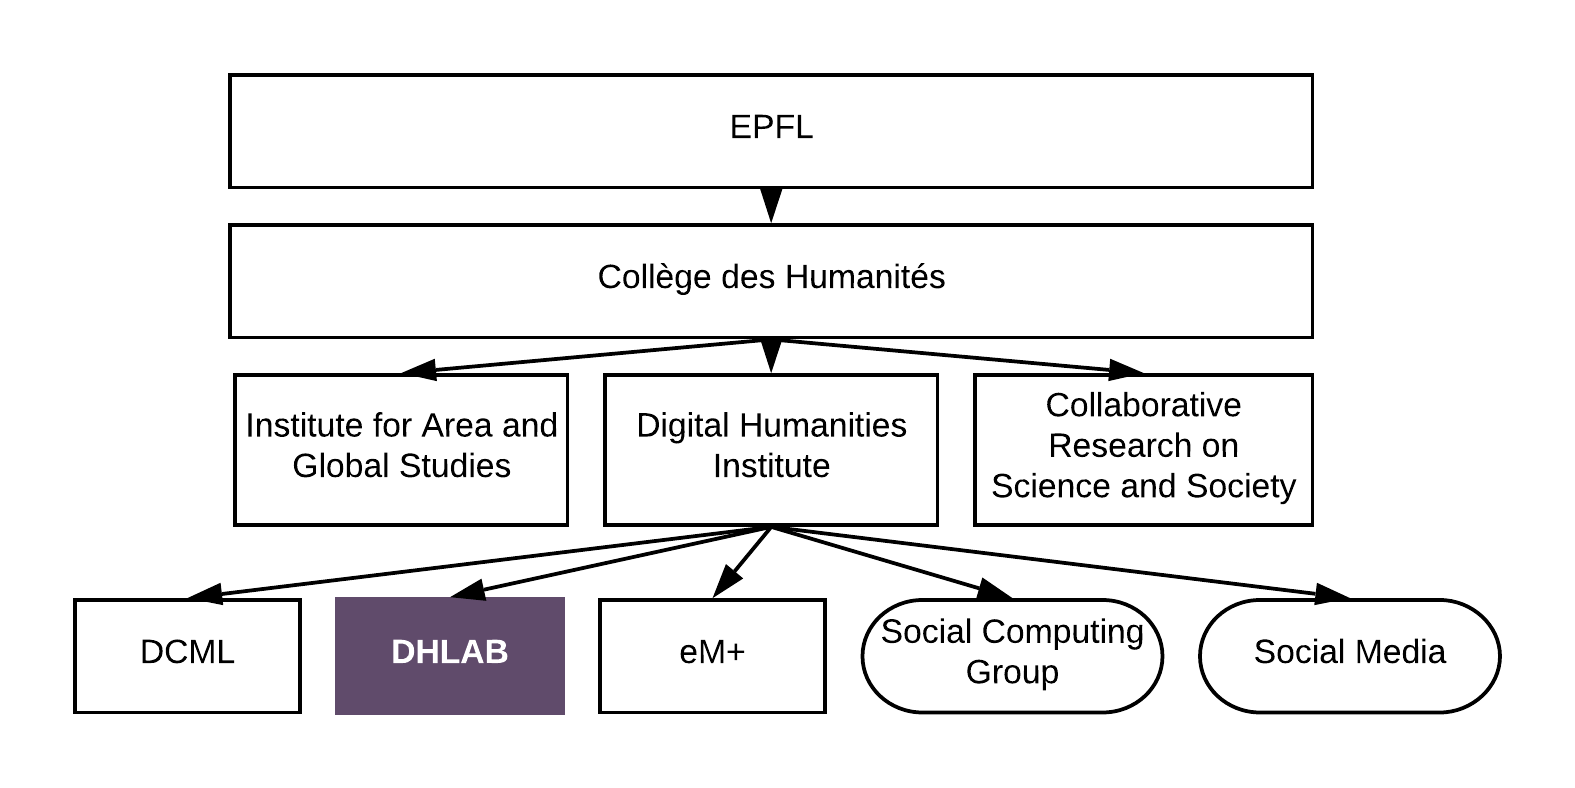 EPFL
Collège des Humanités
Institute for Area and
Global Studies
Digital Humanities
Institute
Collaborative
Research on
Science and Society
DCML
DHLAB
eM+
Social Computing
Group
Social Media